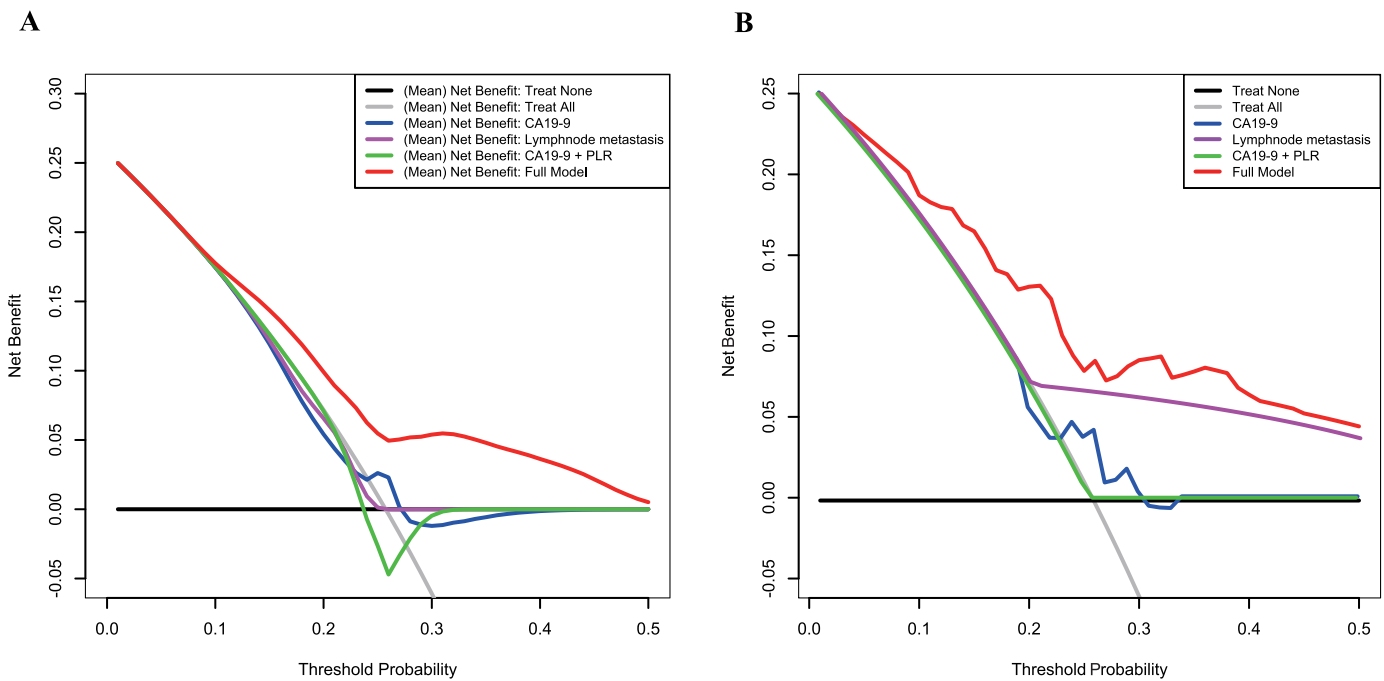 A
Net Benefit
0.30
0.25
0.20
0.15
0.10
0.05
0.00
-0.05
(Mean) Net Benefit: Treat None
(Mean) Net Benefit: Treat All
(Mean) Net Benefit: CA19-9
(Mean) Net Benefit: Lymphnode metastasis
(Mean) Net Benefit: CA19-9 + PLR
(Mean) Net Benefit: Full Model
0.0 0.1 0.2 0.3 0.4 0.5
Threshold Probability
B
Net Benefit
0.25
0.20
0.15
0.10
0.05
0.00
-0.05
Treat None
Treat All
CA19-9
Lymphnode metastasis
CA19-9 + PLR
Full Model
0.0 0.1 0.2 0.3 0.4 0.5
Threshold Probability